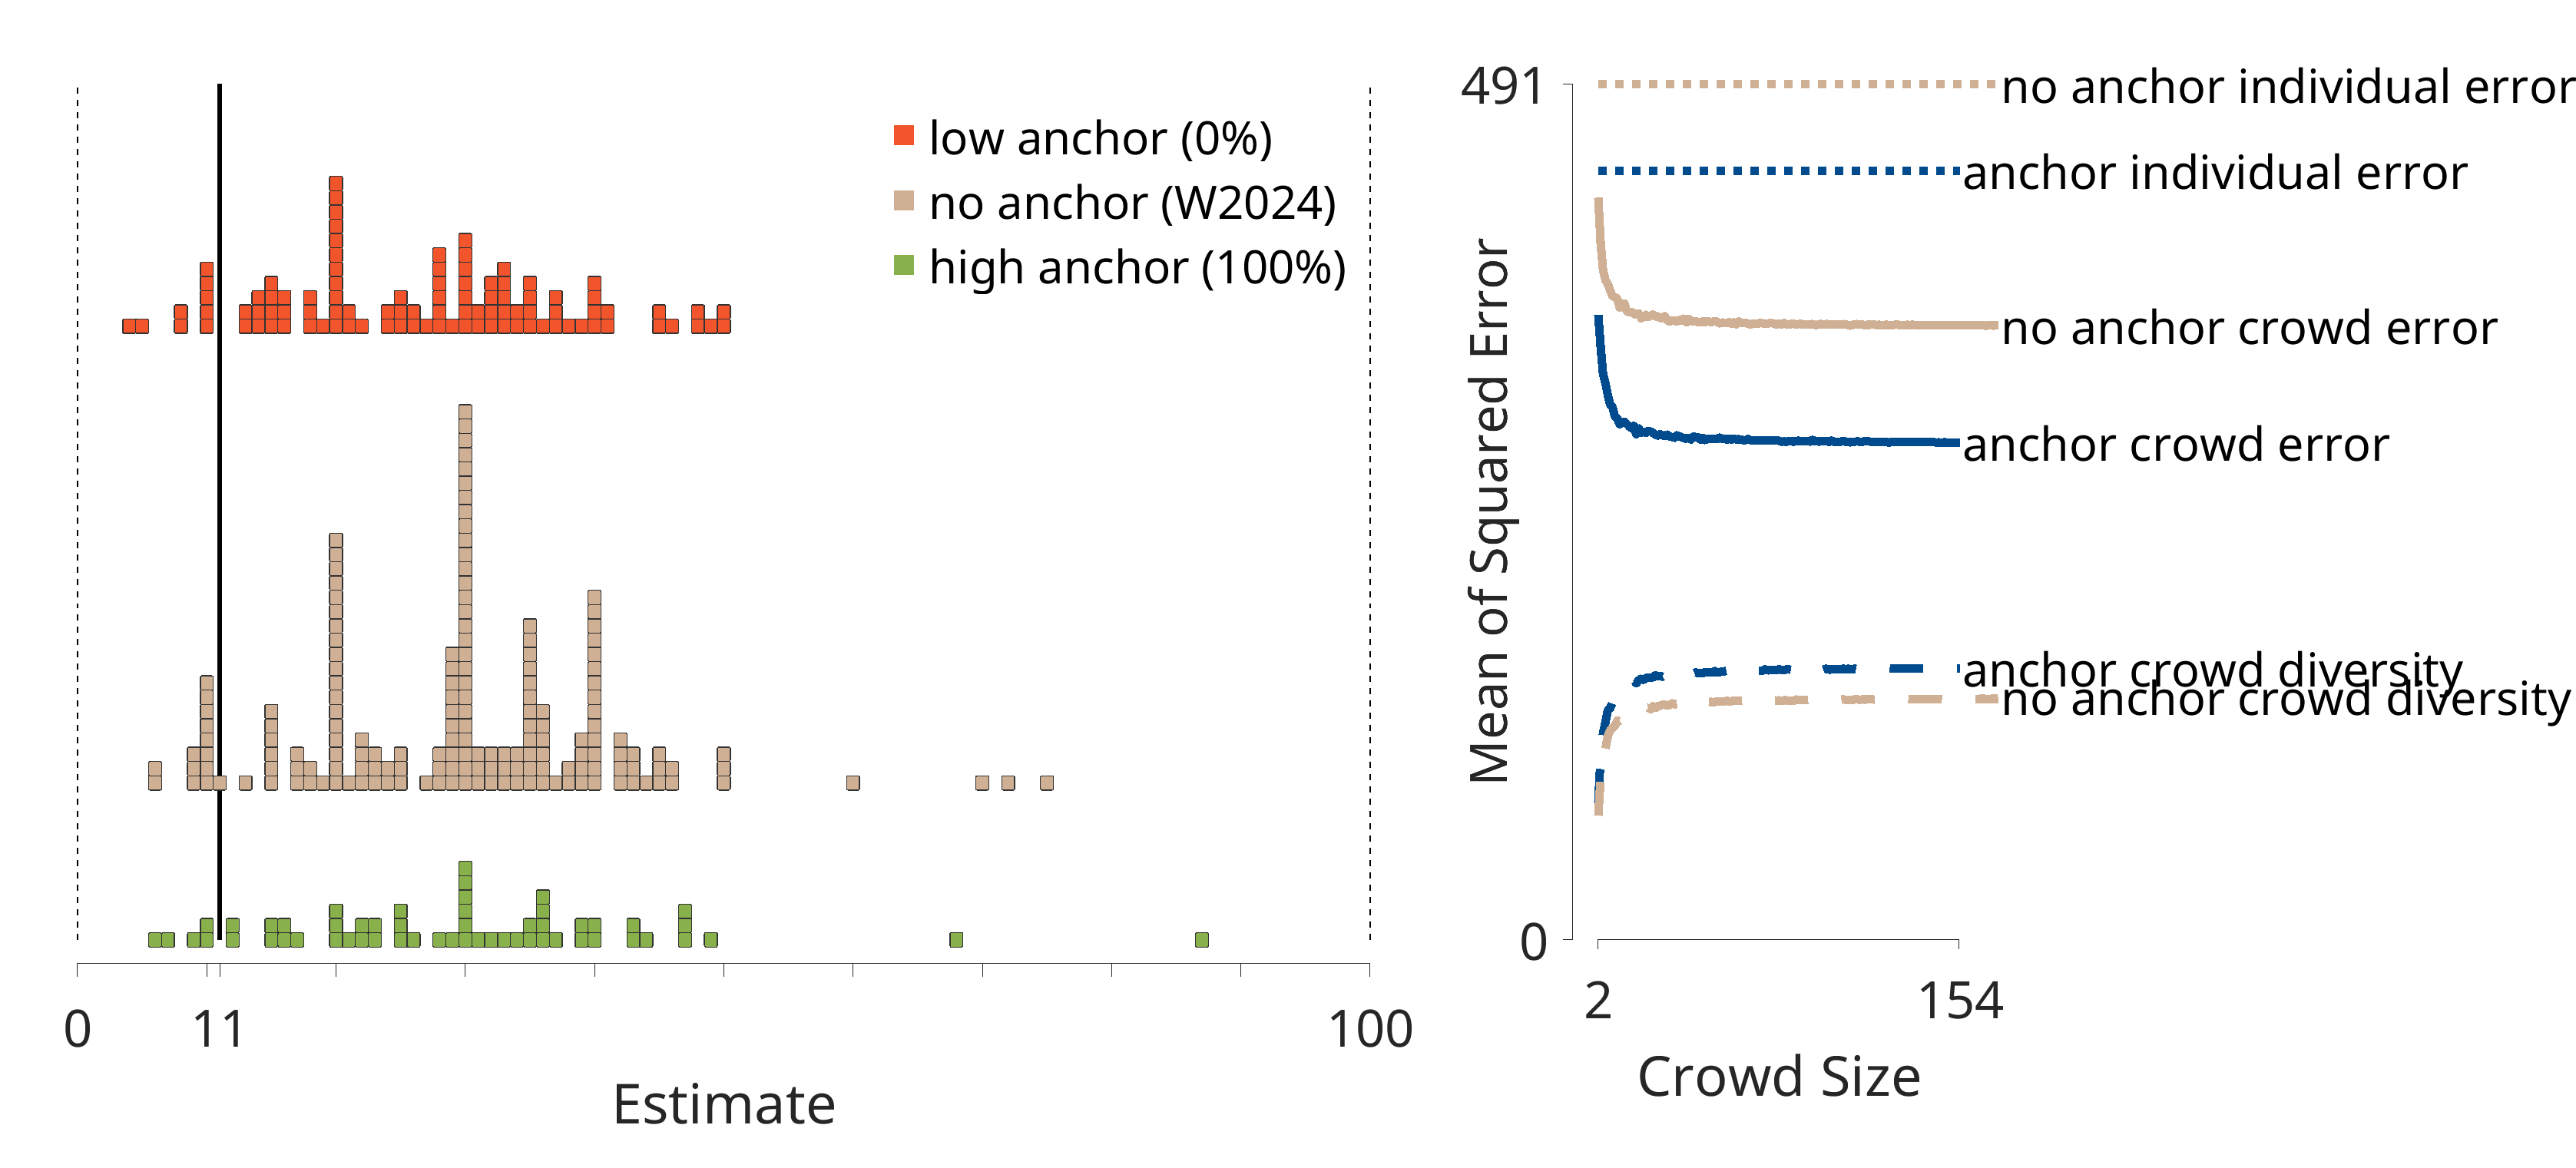 low anchor (0%)
no anchor (W2024)
high anchor (100%)
0
11
100
Estimate
491
0
Mean of Squared Error
no anchor individual error
anchor individual error
no anchor crowd error
anchor crowd error
anchor crowd diversity
no anchor crowd diversity
2
154
Crowd Size